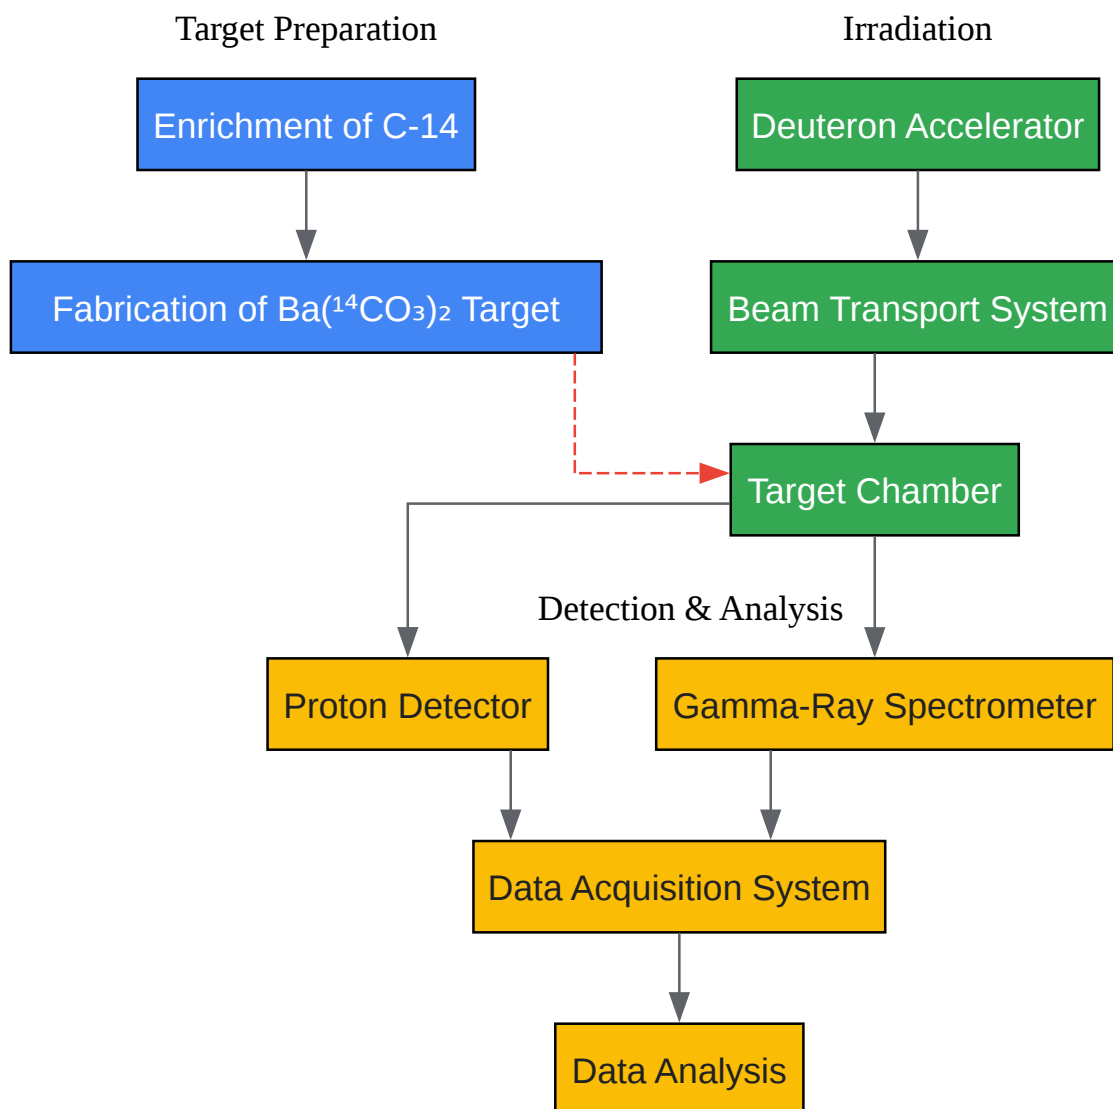 Target Preparation
Irradiation
Enrichment of C-14
Deuteron Accelerator
Fabrication of Ba(¹⁴CO₃)₂ Target
Beam Transport System
Target Chamber
Detection & Analysis
Proton Detector
Gamma-Ray Spectrometer
Data Acquisition System
Data Analysis